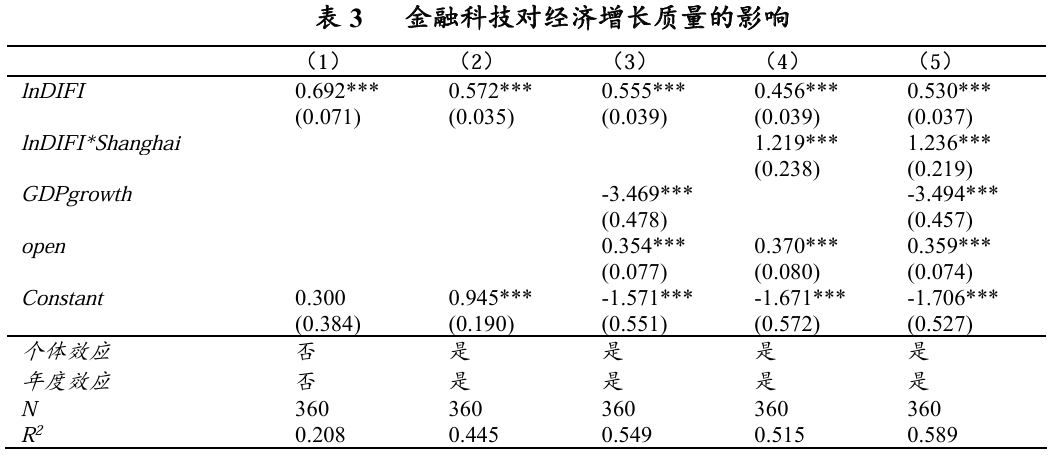 表 3 金融科技对经济增长质量的影响
（1） （2） （3） （4） （5）
lnDIFI 0.692*** 0.572*** 0.555*** 0.456*** 0.530***
(0.071) (0.035) (0.039) (0.039) (0.037)
lnDIFI*Shanghai 1.219*** 1.236***
(0.238) (0.219)
GDPgrowth -3.469*** -3.494***
(0.478) (0.457)
open 0.354*** 0.370*** 0.359***
(0.077) (0.080) (0.074)
Constant 0.300 0.945*** -1.571*** -1.671*** -1.706***
(0.384) (0.190) (0.551) (0.572) (0.527)
个体效应 否 是 是 是 是
年度效应 否 是 是 是 是
N 360 360 360 360 360
R2 0.208 0.445 0.549 0.515 0.589